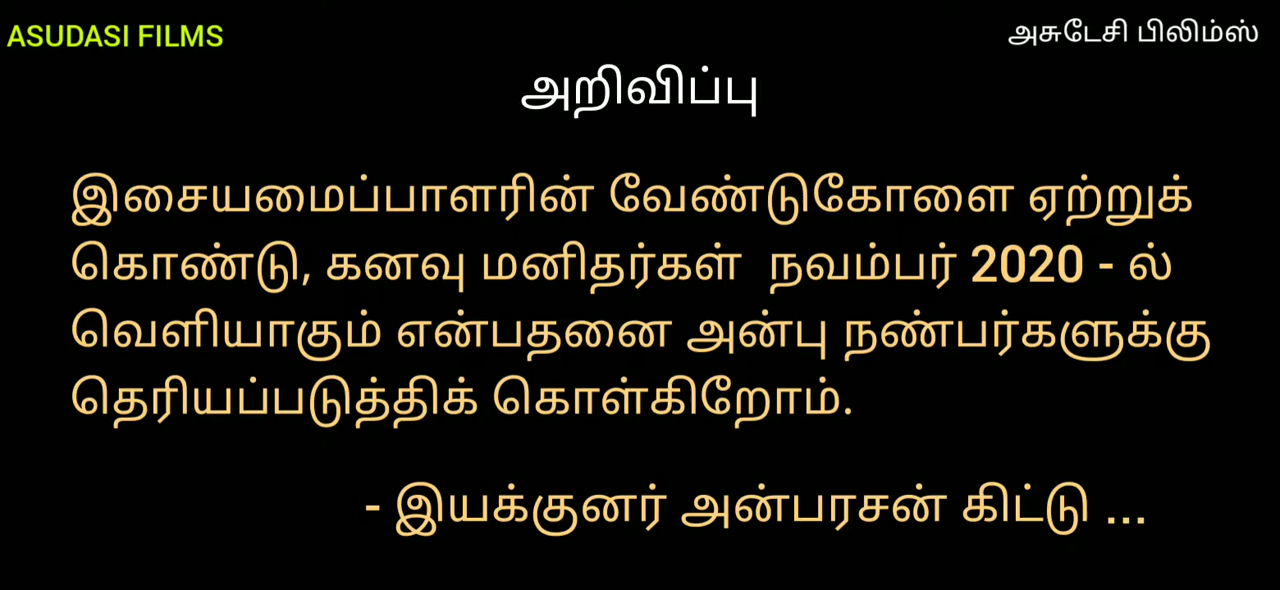 ASUDASI FILMS
அசுடேசி பிலிம்ஸ்
அறிவிப்பு
இசையமைப்பாளரின் வேண்டுகோளை ஏற்றுக்
கொண்டு, கனவு மனிதர்கள் நவம்பர் 2020 - ல்
வெளியாகும் என்பதனை அன்பு நண்பர்களுக்கு
தெரியப்படுத்திக் கொள்கிறோம்.
- இயக்குனர் அன்பரசன் கிட்டு ...